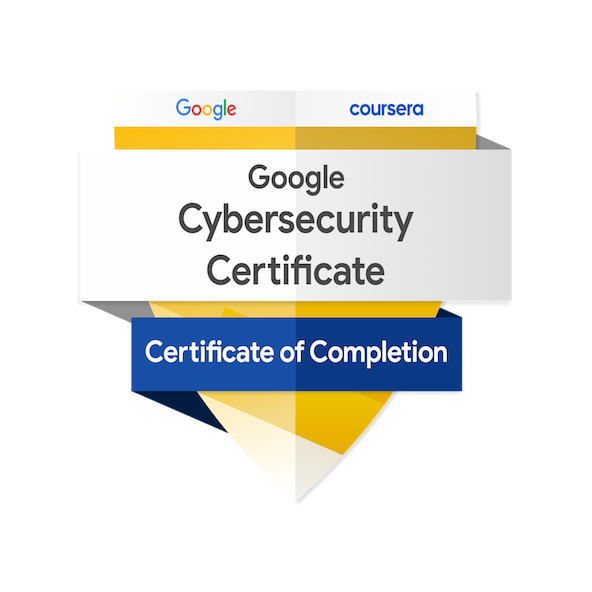 Google coursera
Google
Cybersecurity
Certificate
Certificate of Completion